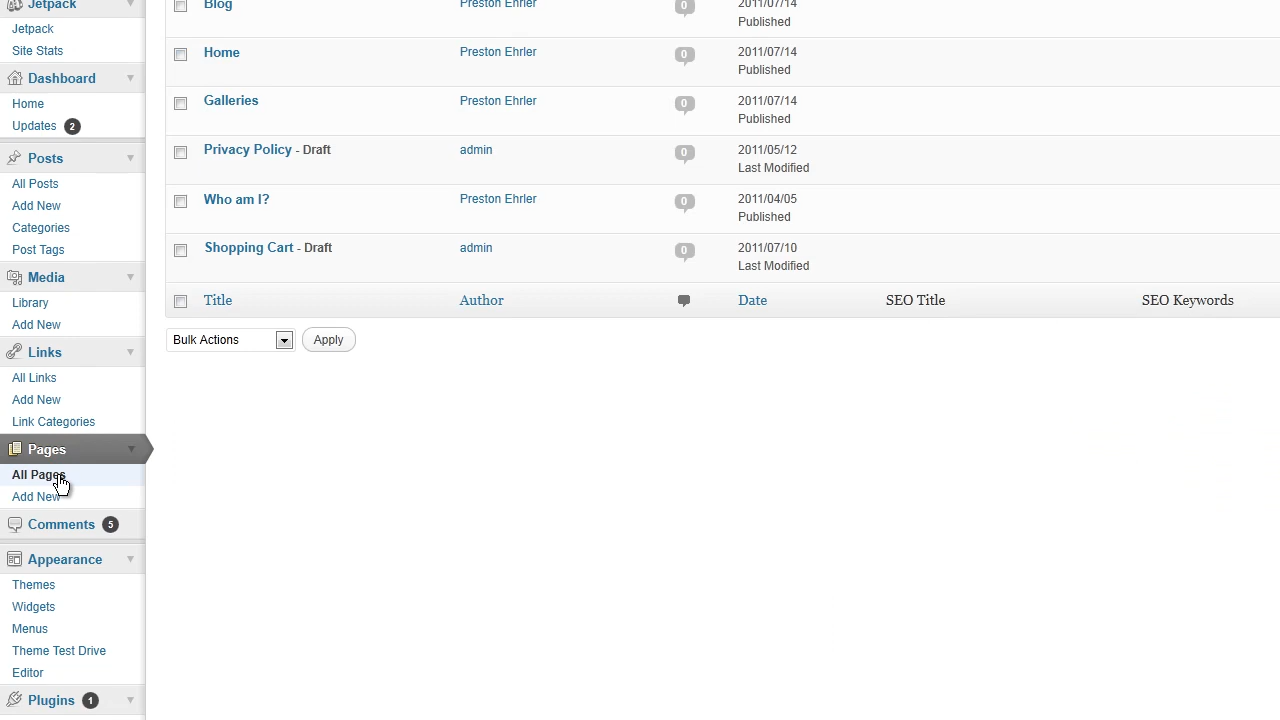 Jetpack
Jetpack
Site Stats
Dashboard
Home
Updates 2
Posts
All Posts
Add New
Categories
Post Tags
Media
Library
Add New
Links
All Links
Add New
Link Categories
Pages
All Pages
Add New
Comments 5
Appearance
Themes
Widgets
Menus
Theme Test Drive
Editor
Plugins 1
Blog Preston Ehrler 0 2011/07/14
Published
Home Preston Ehrler 0 2011/07/14
Published
Galleries Preston Ehrler 0 2011/07/14
Published
Privacy Policy - Draft admin 0 2011/05/12
Last Modified
Who am I? Preston Ehrler 0 2011/04/05
Published
Shopping Cart - Draft admin 0 2011/07/10
Last Modified
Title Author Date SEO Title SEO Keywords
Bulk Actions Apply